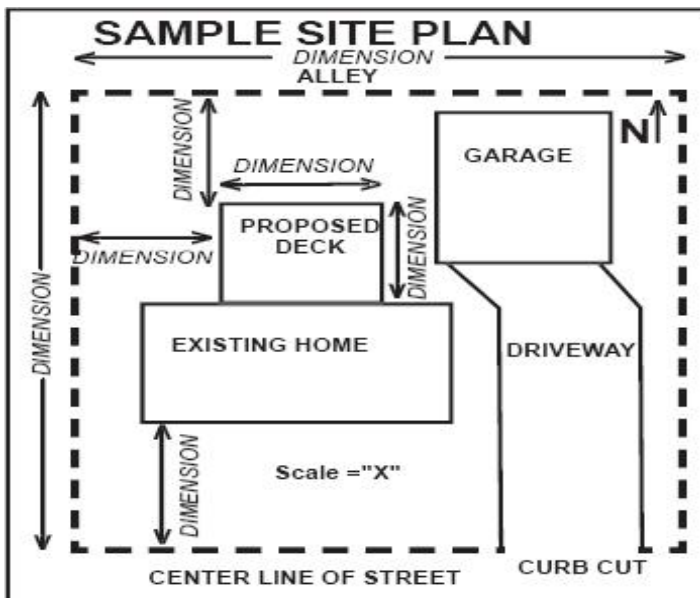 SAMPLE SITE PLAN
DIMENSION
ALLEY
N
DIMENSION
DIMENSION
GARAGE
DIMENSION
PROPOSED
DECK
DIMENSION
DIMENSION
EXISTING HOME
DRIVEWAY
DIMENSION
Scale ="X"
CENTER LINE OF STREET
CURB CUT